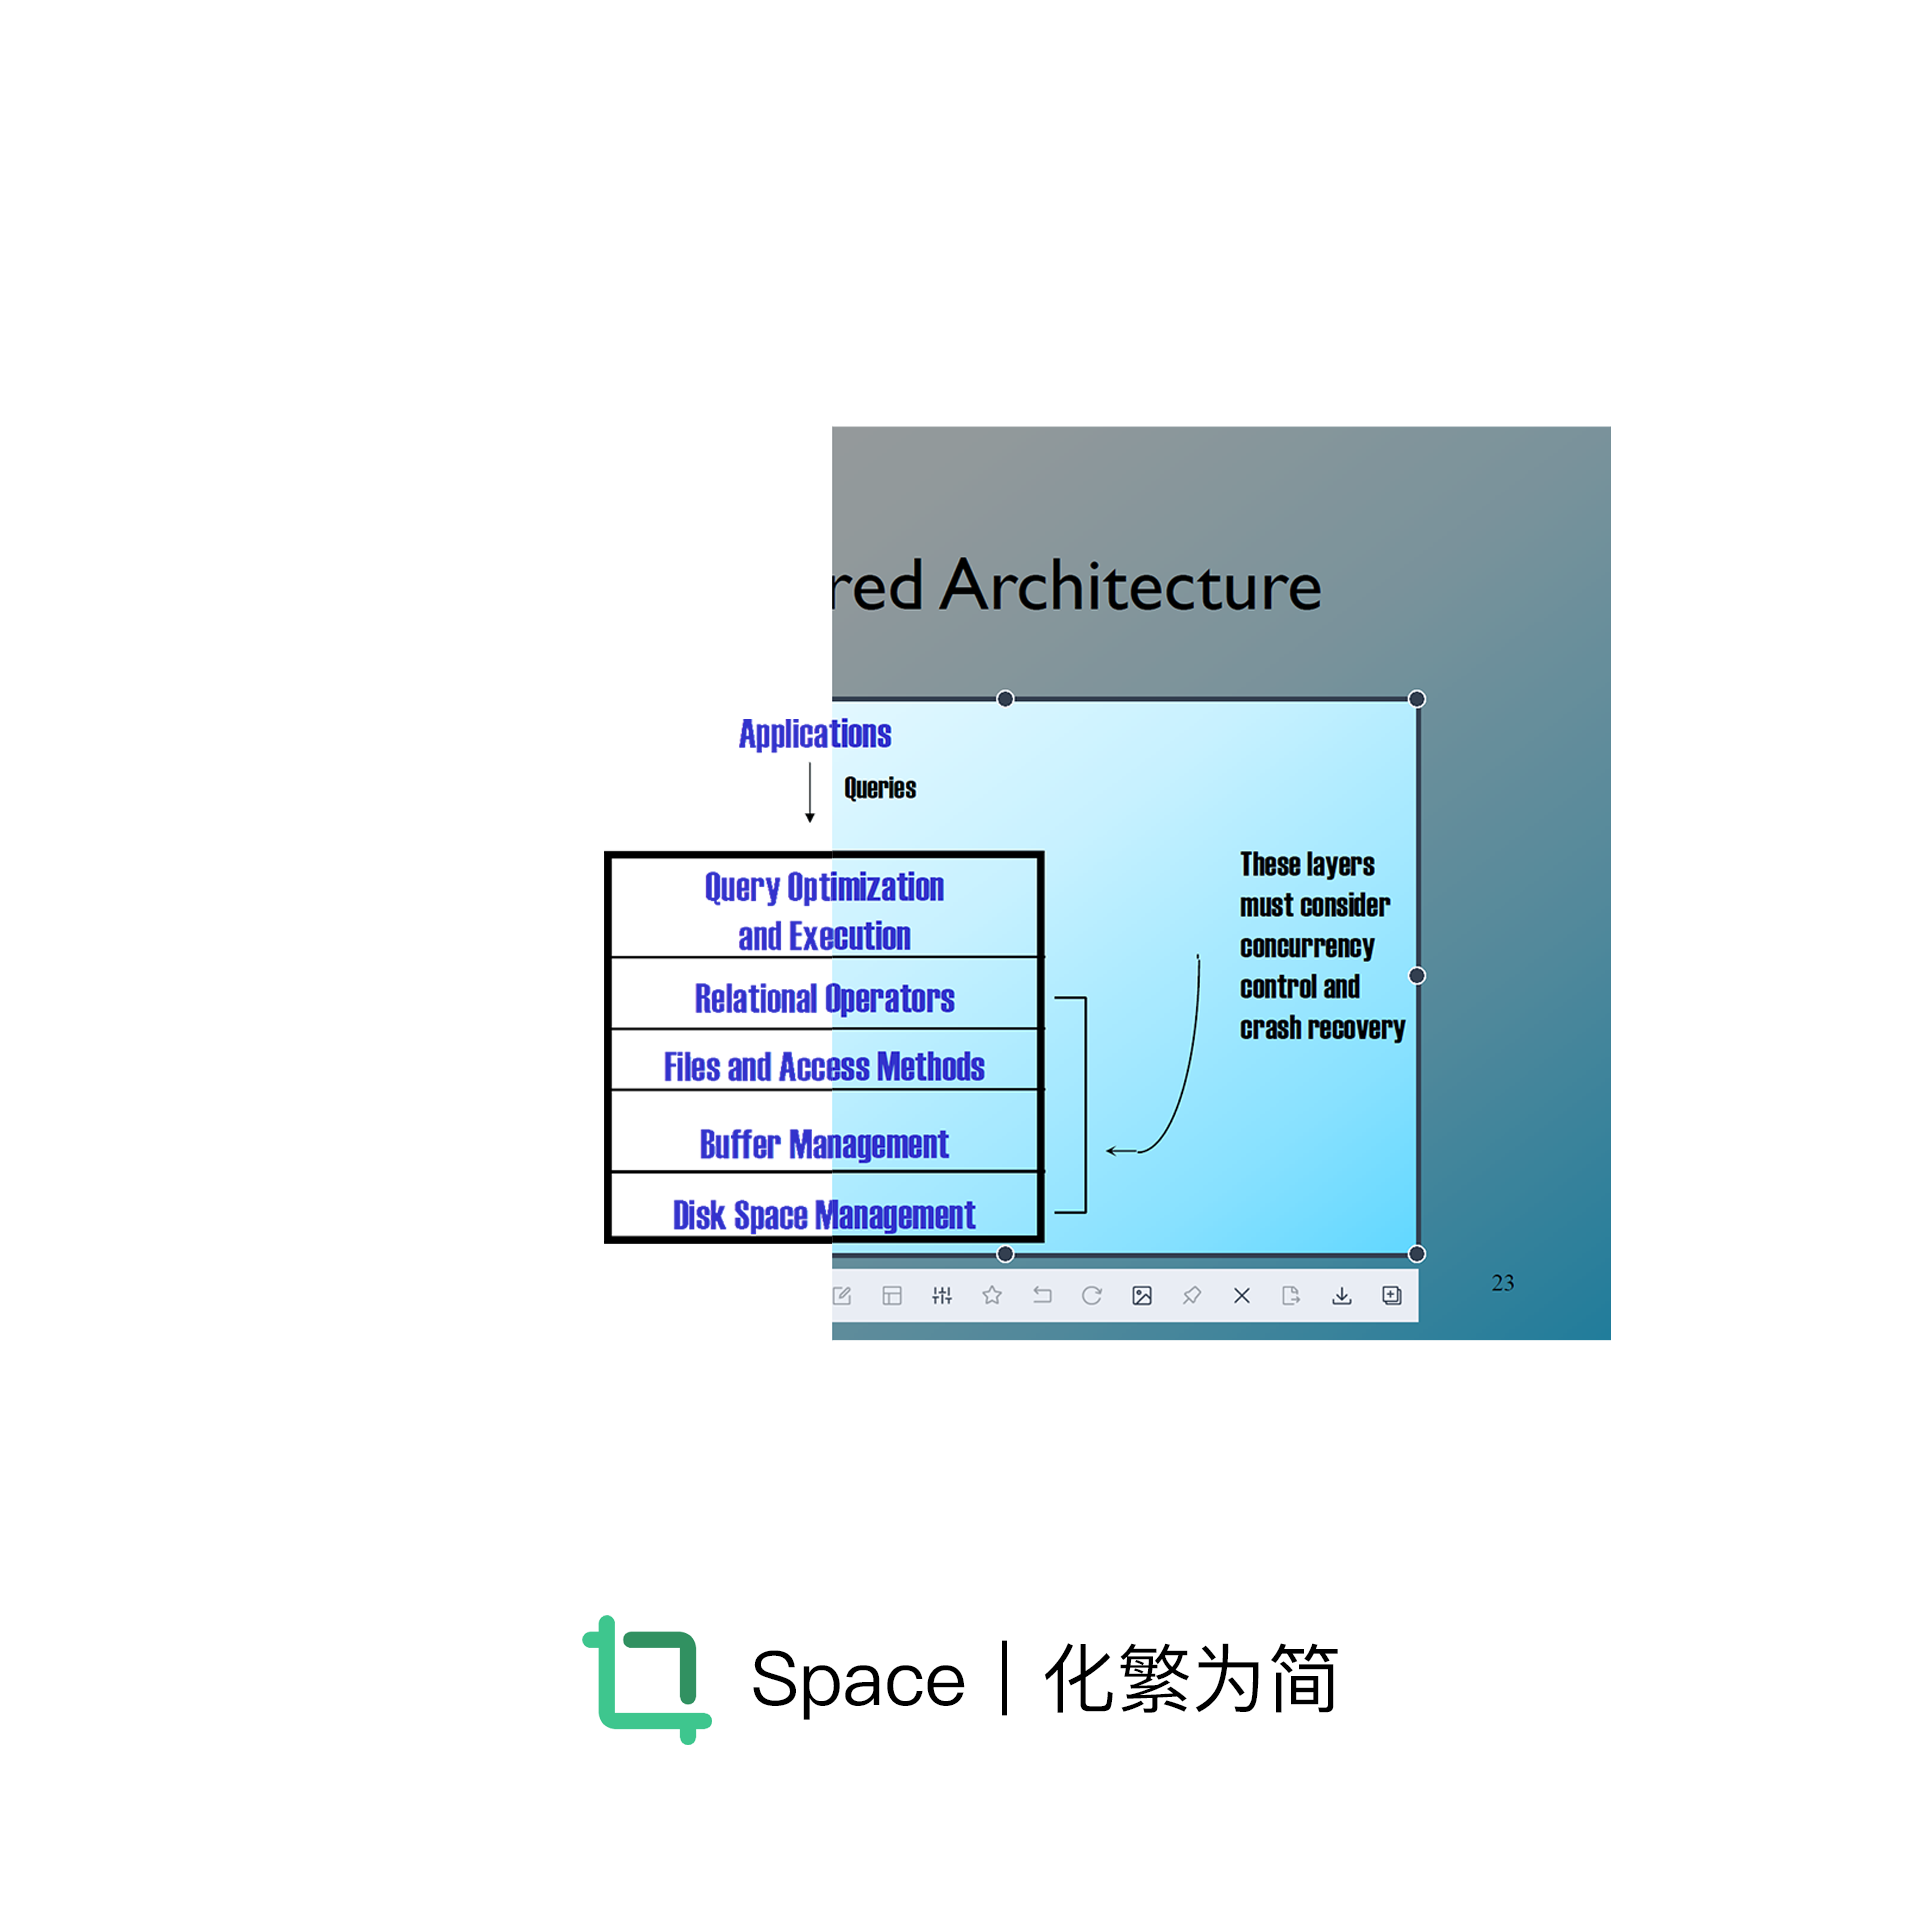 red Architecture
Applications
Queries
Query Optimization
and Execution
Relational Operators
Files and Access Methods
Buffer Management
Disk Space Management
These layers
must consider
concurrency
control and
crash recovery
23
Space | 化繁为简